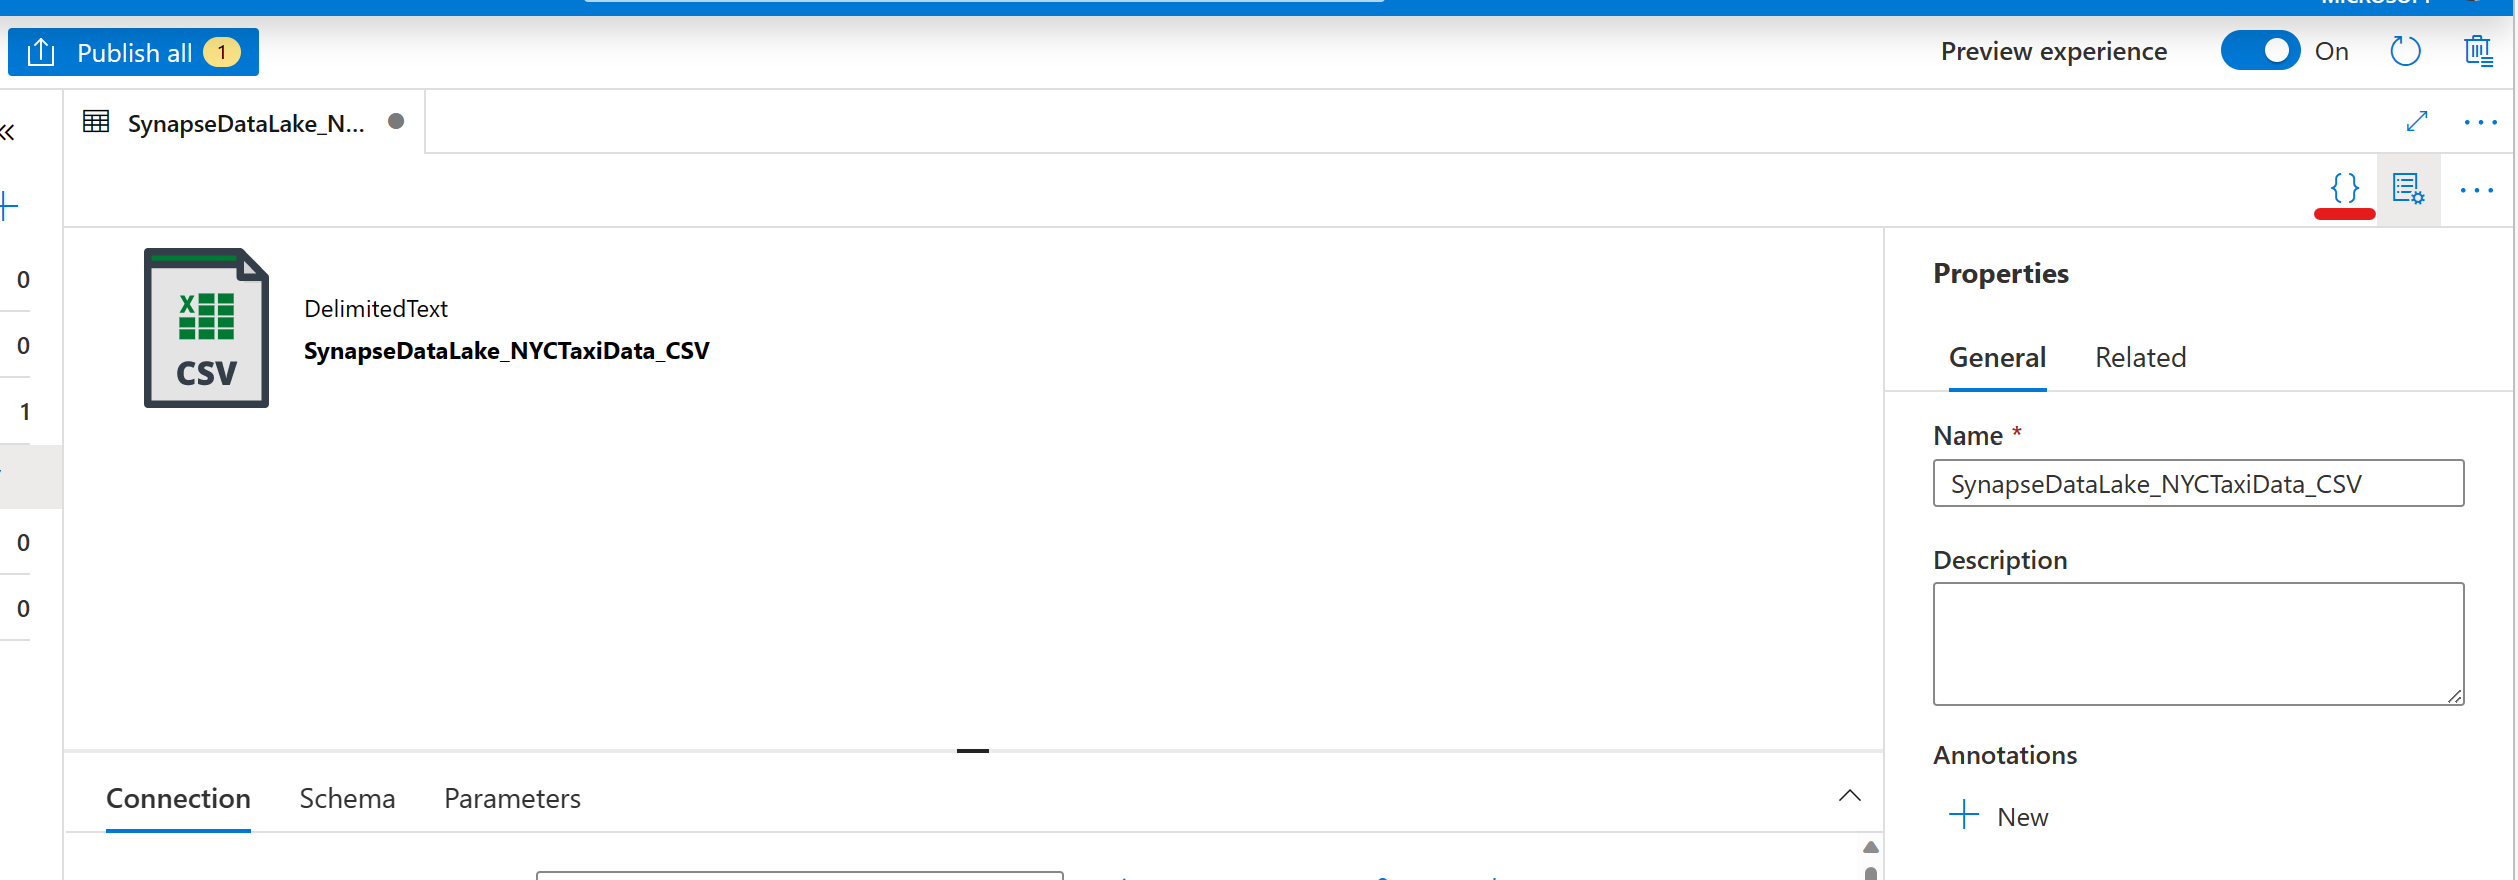 Publish all 1
Preview experience On
SynapseDataLake_N...
{}
0
0
1
0
0
X
CSV
DelimitedText
SynapseDataLake_NYCTaxiData_CSV
Properties
General Related
Name *
SynapseDataLake_NYCTaxiData_CSV
Description
Annotations
New
Connection Schema Parameters